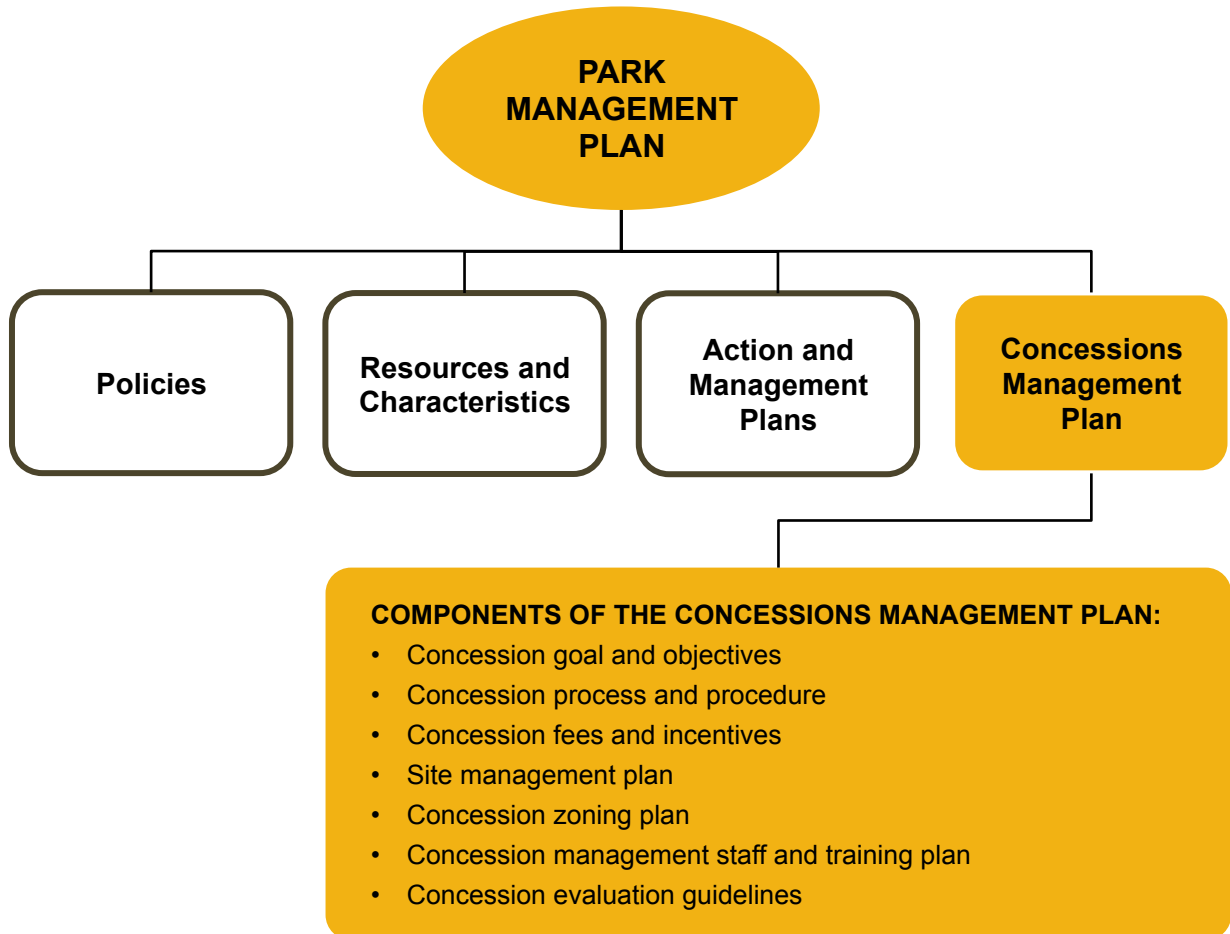 PARK
MANAGEMENT
PLAN
Policies
Resources and
Characteristics
Action and
Management
Plans
Concessions
Management
Plan
COMPONENTS OF THE CONCESSIONS MANAGEMENT PLAN:
• Concession goal and objectives
• Concession process and procedure
• Concession fees and incentives
• Site management plan
• Concession zoning plan
• Concession management staff and training plan
• Concession evaluation guidelines